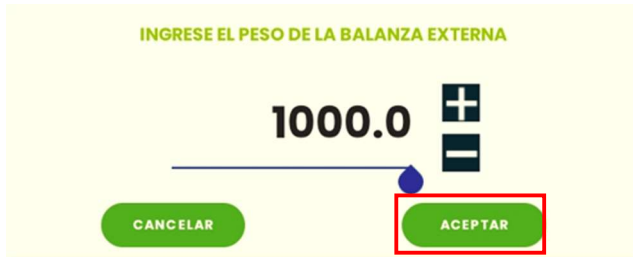 INGRESE EL PESO DE LA BALANZA EXTERNA
1000.0
CANCELAR
ACEPTAR